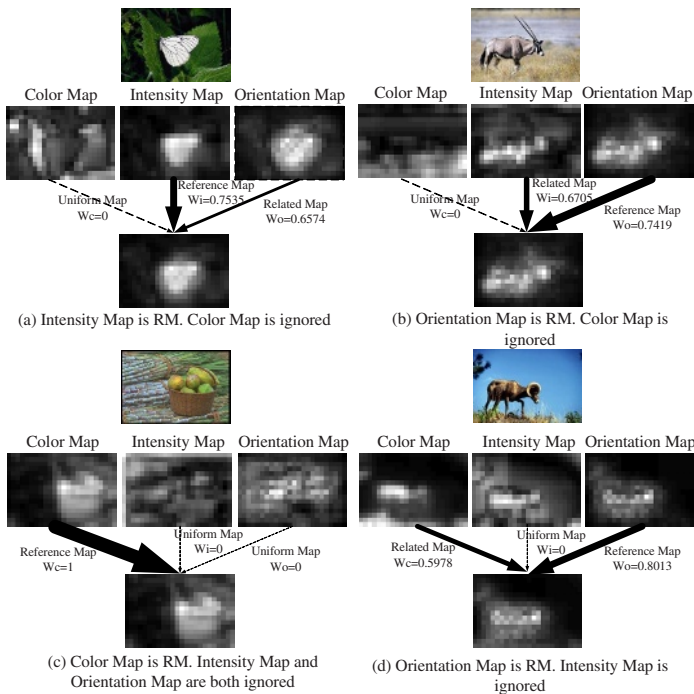 Color Map Intensity Map Orientation Map
Uniform Map
Wc=0
Reference Map
Wi=0.7535
Related Map
Wo=0.6574
(a) Intensity Map is RM. Color Map is ignored
Color Map Intensity Map Orientation Map
Uniform Map
Wc=0
Related Map
Wi=0.6705
Reference Map
Wo=0.7419
(b) Orientation Map is RM. Color Map is
ignored
Color Map Intensity Map Orientation Map
Reference Map
Wc=1
Uniform Map
Wi=0
Uniform Map
Wo=0
(c) Color Map is RM. Intensity Map and
Orientation Map are both ignored
Color Map Intensity Map Orientation Map
Related Map
Wc=0.5978
Uniform Map
Wi=0
Reference Map
Wo=0.8013
(d) Orientation Map is RM. Intensity Map is
ignored